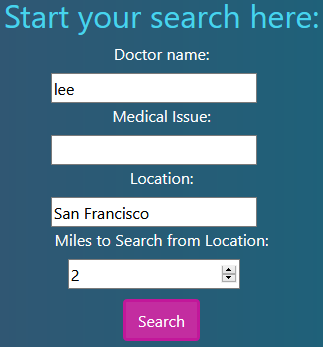 Start your search here:
Doctor name:
lee
Medical Issue:
Location:
San Francisco
Miles to Search from Location:
2
Search